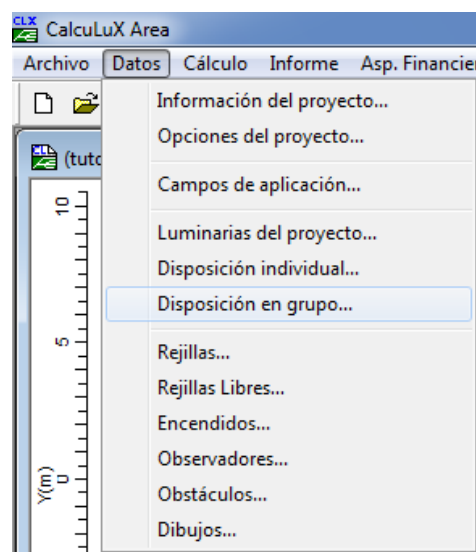 CLX
CalcuLuX Area
Archivo Datos Cálculo Informe Asp. Financie
Información del proyecto...
Opciones del proyecto...
(tuto
Campos de aplicación...
10
Luminarias del proyecto...
Disposición individual...
Disposición en grupo...
5
Rejillas...
Rejillas Libres...
Encendidos...
Observadores...
Y(m)
0
Obstáculos...
Dibujos...